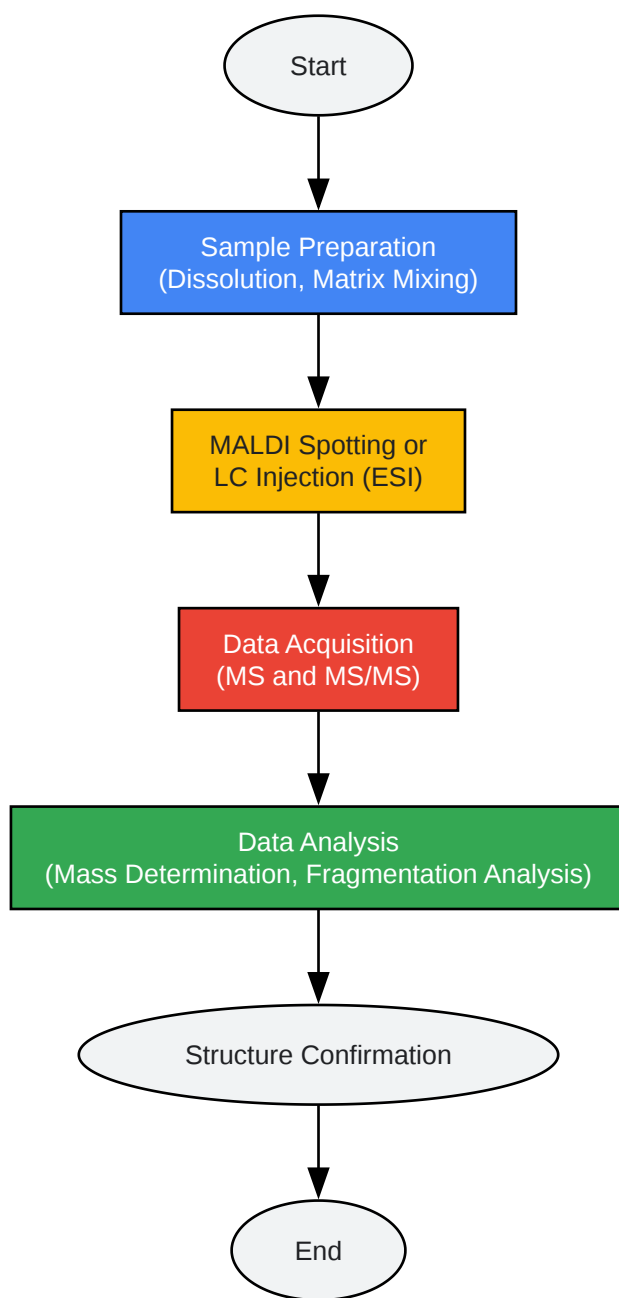 Start
Sample Preparation
(Dissolution, Matrix Mixing)
MALDI Spotting or
LC Injection (ESI)
Data Acquisition
(MS and MS/MS)
Data Analysis
(Mass Determination, Fragmentation Analysis)
Structure Confirmation
End